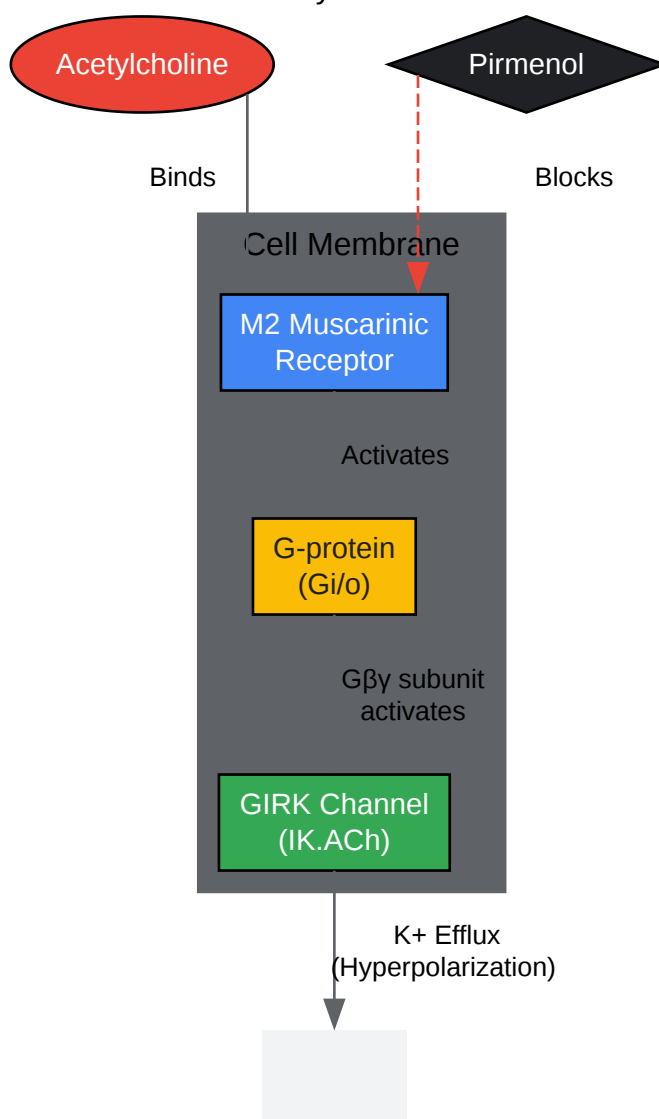 Acetylcholine
Pirmenol
Binds
Blocks
Cell Membrane
M2 Muscarinic
Receptor
Activates
G-protein
(Gi/o)
Gβγ subunit
activates
GIRK Channel
(IK.ACh)
K+ Efflux
(Hyperpolarization)